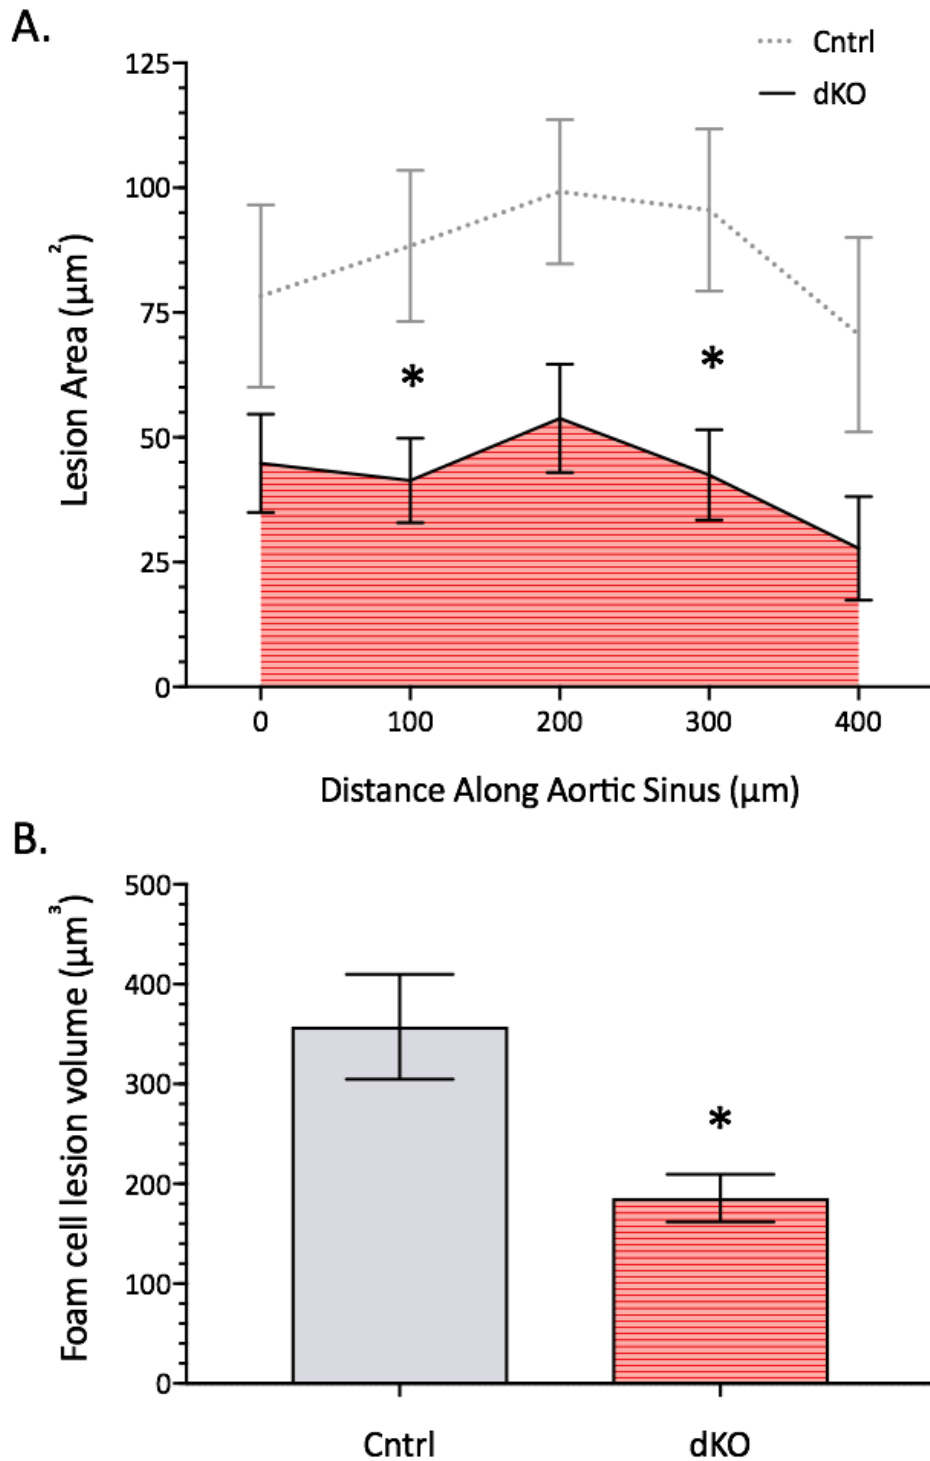 A.
Cntrl
dKO
125
100
75
50
25
0
Lesion Area (µm²)
0 100 200 300 400
Distance Along Aortic Sinus (µm)
*
*
B.
500
400
300
200
100
0
Foam cell lesion volume (µm³)
*
Cntrl dKO